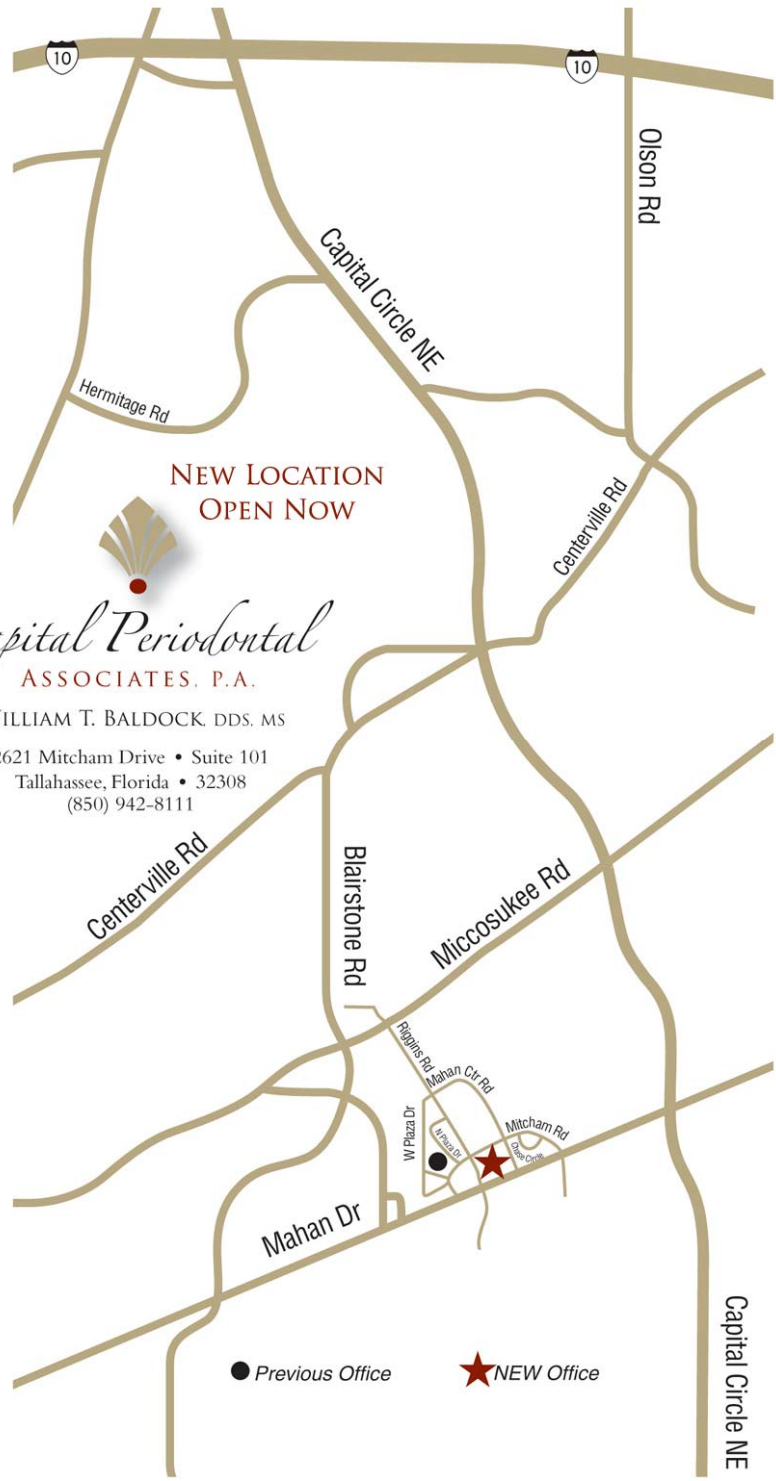 10
10
Olson Rd
Capital Circle NE
Hermitage Rd
NEW LOCATION
OPEN NOW
Centerville Rd
pital Periodontal
ASSOCIATES, P.A.
ILLIAM T. BALDOCK, DDS, MS
2621 Mitcham Drive • Suite 101
Tallahassee, Florida • 32308
(850) 942-8111
Centerville Rd
Blairstone Rd
Miccosukee Rd
Riggins Rd
Mahan Ctr Rd
W Plaza Dr
N Plaza Dr
Mitcham Rd
Chase Circle
Mahan Dr
Capital Circle NE
Previous Office
NEW Office